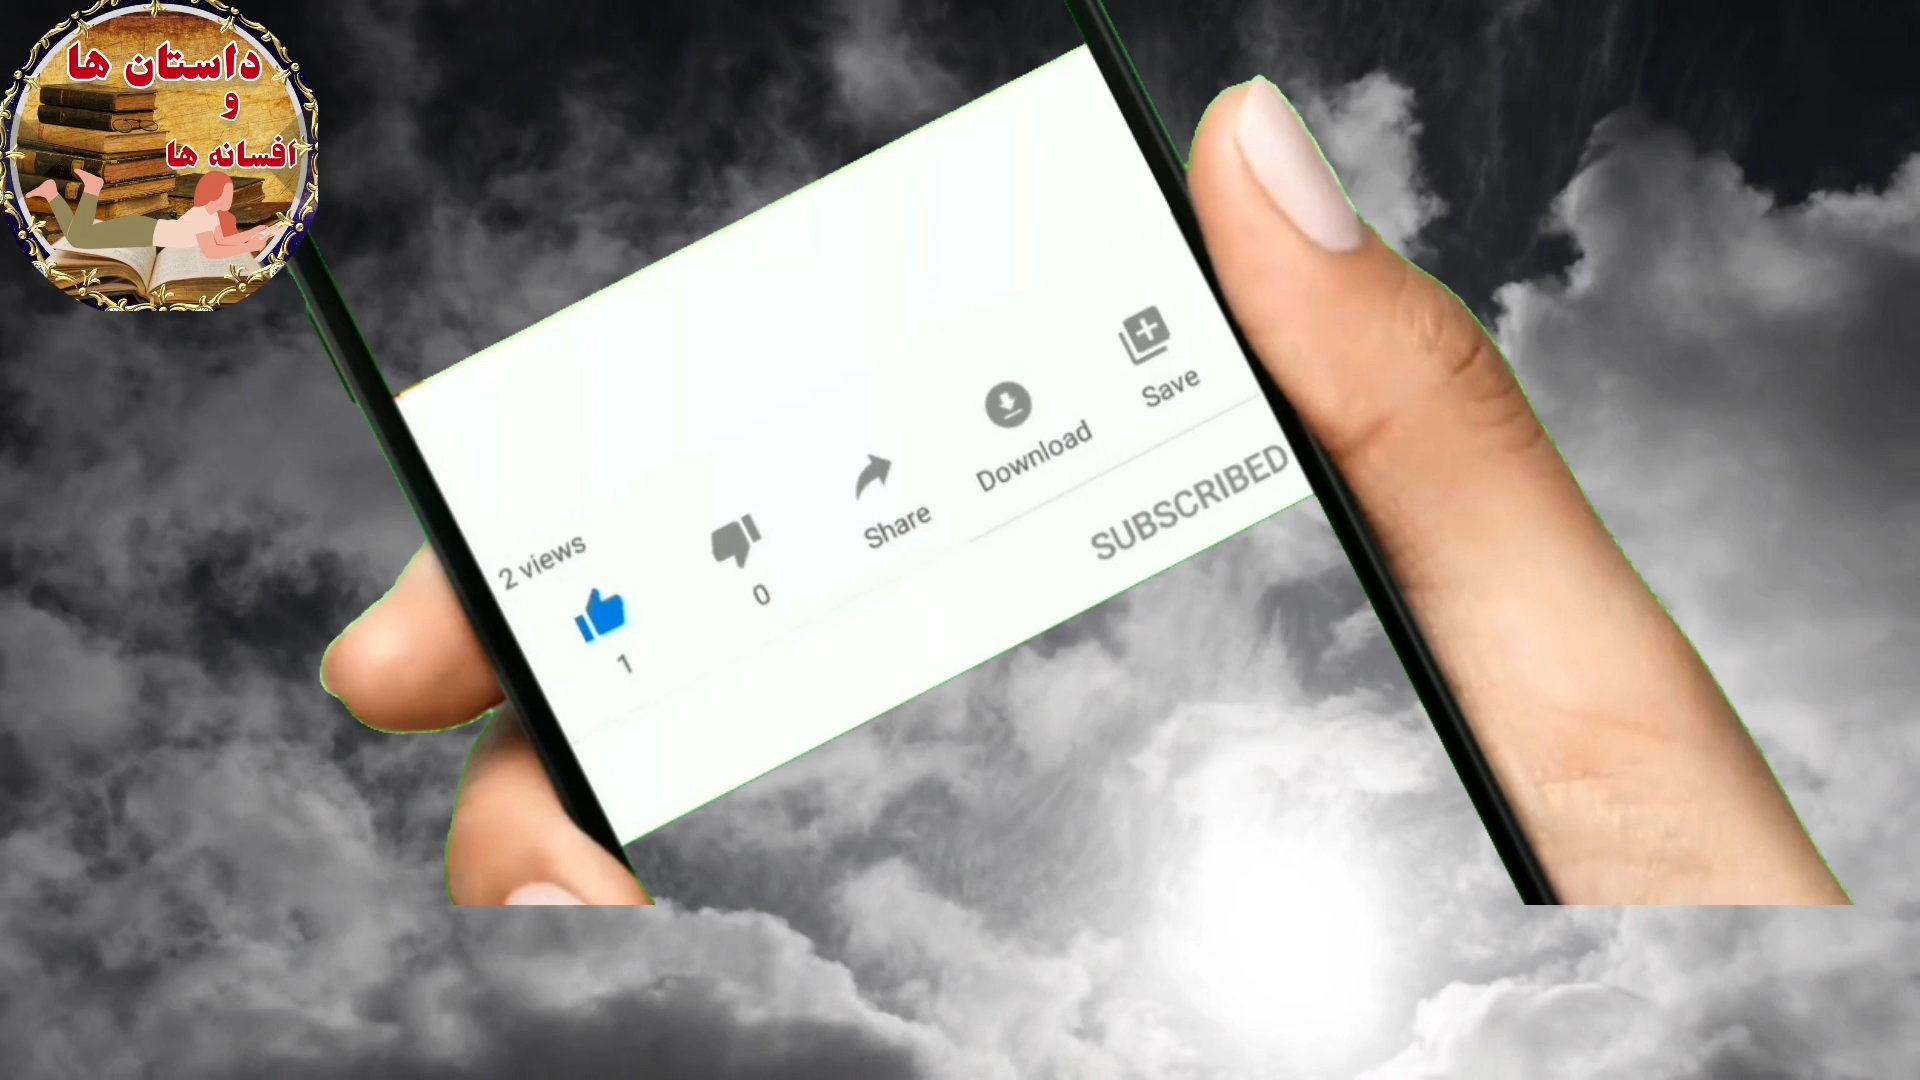 داستان ها
و
افسانه ها
2 views
1
0
Share
Download
Save
SUBSCRIBED